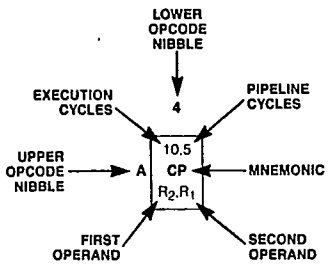 LOWER
OPCODE
NIBBLE
EXECUTION
CYCLES
4
PIPELINE
CYCLES
10,5
UPPER
OPCODE
NIBBLE
A
CP
MNEMONIC
R2,R1
FIRST
OPERAND
SECOND
OPERAND